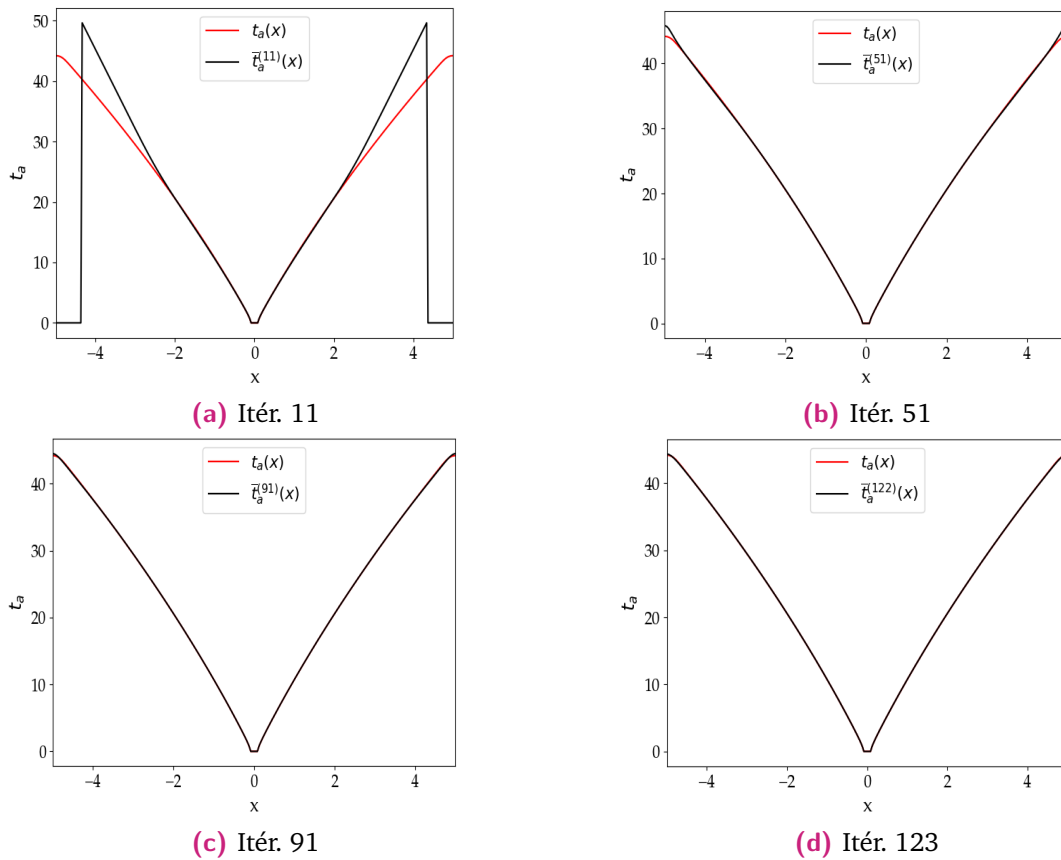 50
40
30
20
10
0
t_a
−4 −2 0 2 4
x
t_a(x)
t̅_a^(11)(x)
(a) Itér. 11
40
30
20
10
0
t_a
−4 −2 0 2 4
x
t_a(x)
t̅_a^(51)(x)
(b) Itér. 51
40
30
20
10
0
t_a
−4 −2 0 2 4
x
t_a(x)
t̅_a^(91)(x)
(c) Itér. 91
40
30
20
10
0
t_a
−4 −2 0 2 4
x
t_a(x)
t̅_a^(122)(x)
(d) Itér. 123